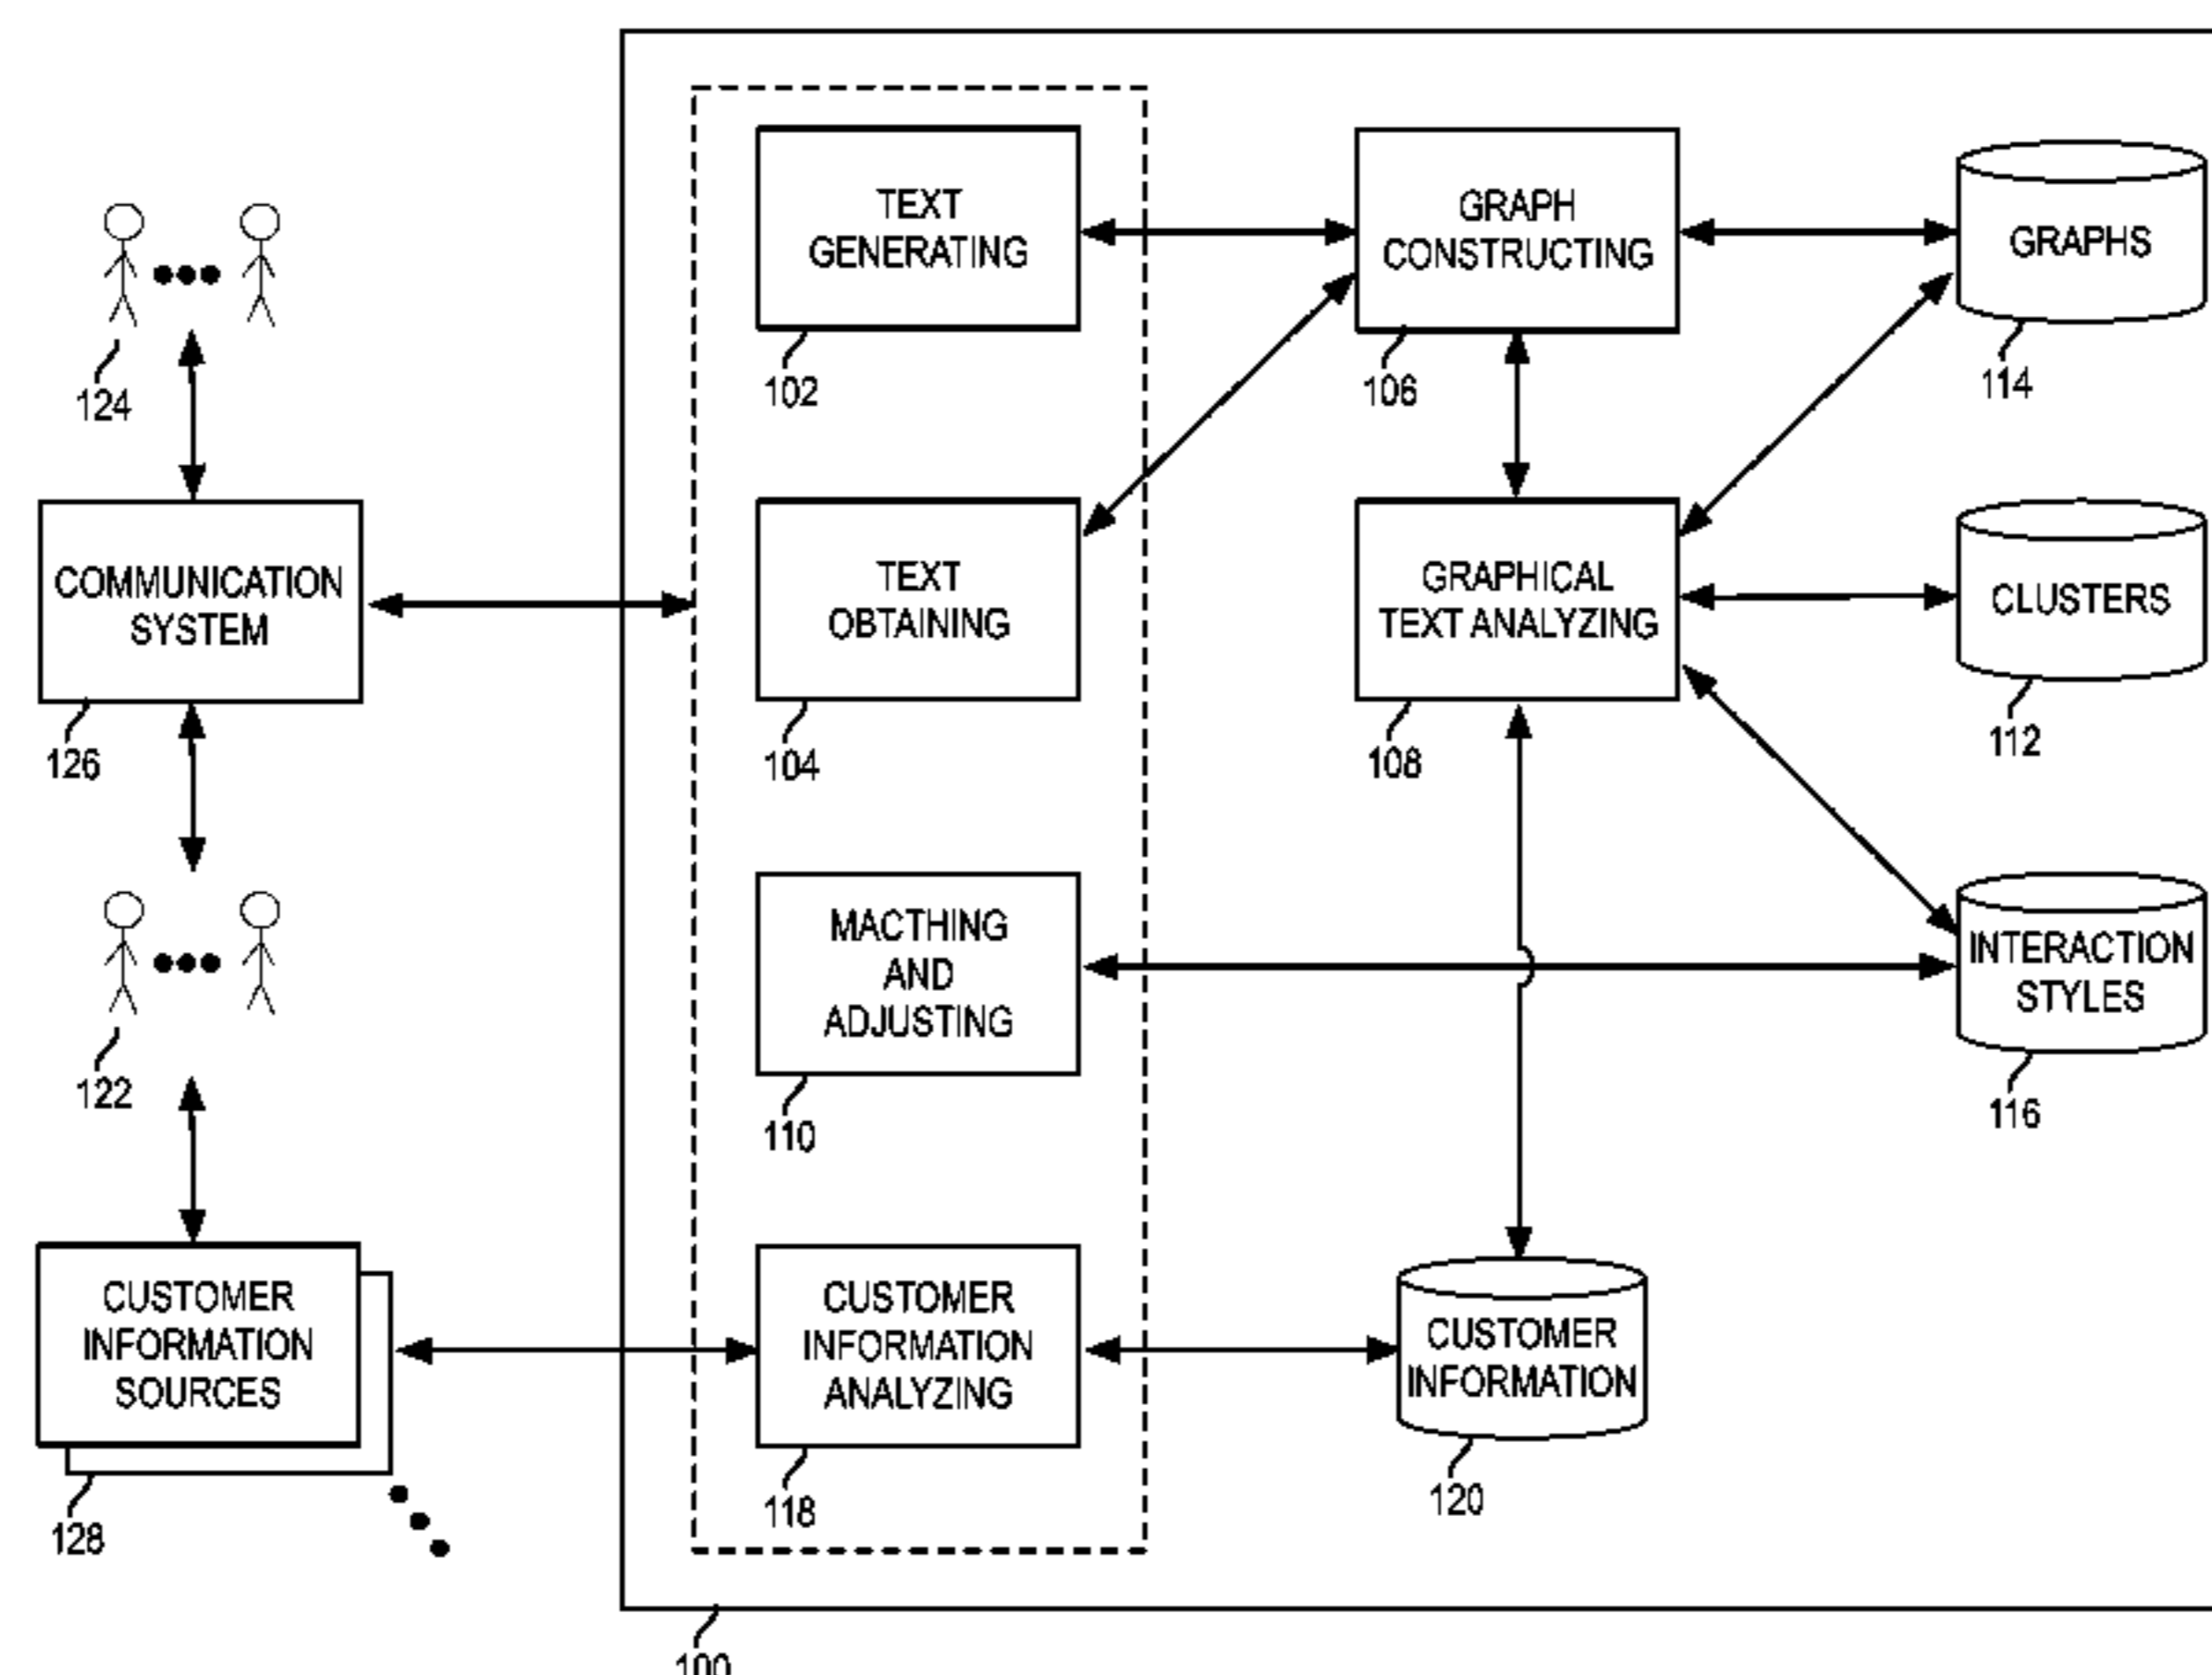 TEXT
GENERATING
102
GRAPH
CONSTRUCTING
106
GRAPHS
114
124
COMMUNICATION
SYSTEM
126
TEXT
OBTAINING
104
GRAPHICAL
TEXT ANALYZING
108
CLUSTERS
112
122
MACTHING
AND
ADJUSTING
110
INTERACTION
STYLES
116
CUSTOMER
INFORMATION
SOURCES
128
CUSTOMER
INFORMATION
ANALYZING
118
CUSTOMER
INFORMATION
120
100